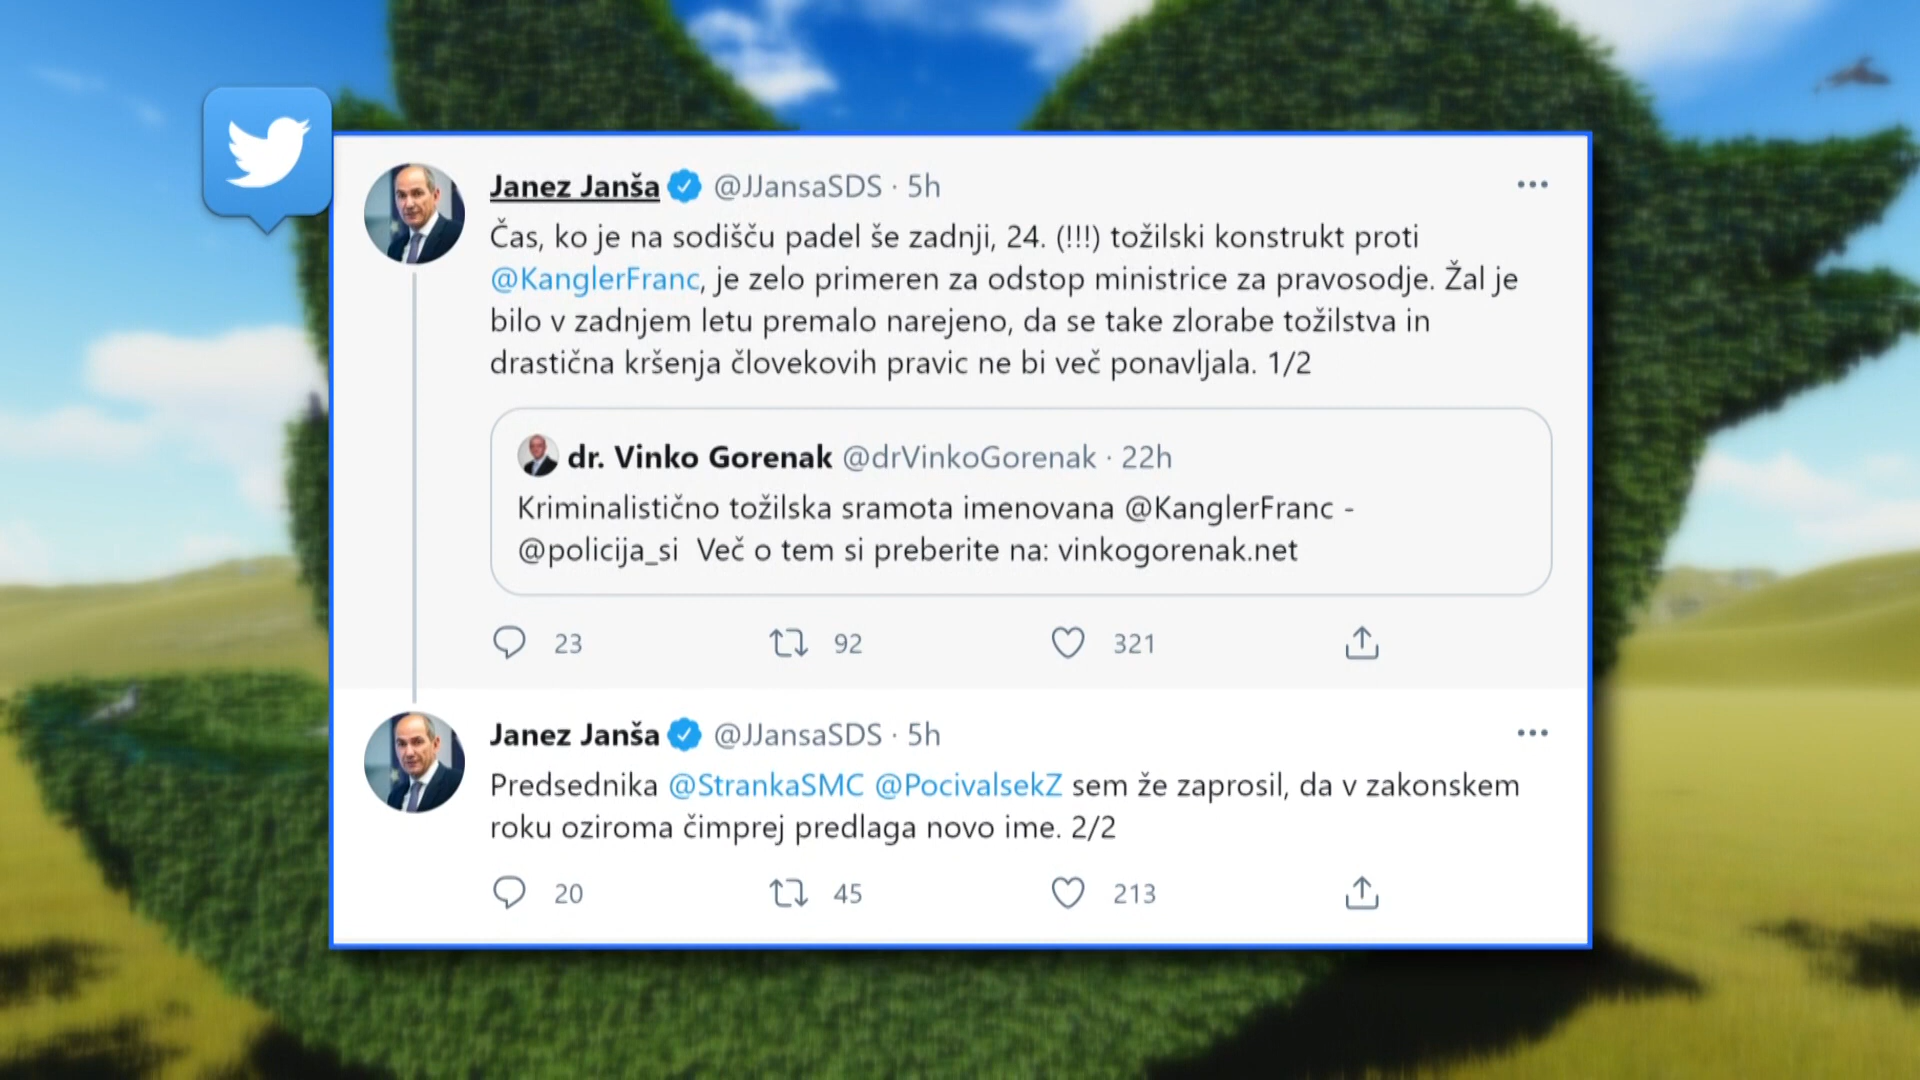 Janez Janša @JJansaSDS · 5h
Čas, ko je na sodišču padel še zadnji, 24. (!!!) tožilski konstrukt proti
@KanglerFranc, je zelo primeren za odstop ministrice za pravosodje. Žal je
bilo v zadnjem letu premalo narejeno, da se take zlorabe tožilstva in
drastična kršenja človekovih pravic ne bi več ponavljala. 1/2
dr. Vinko Gorenak @drVinkoGorenak · 22h
Kriminalistično tožilska sramota imenovana @KanglerFranc -
@policija_si Več o tem si preberite na: vinkogorenak.net
23 92 321
Janez Janša @JJansaSDS · 5h
Predsednika @StrankaSMC @PocivalsekZ sem že zaprosil, da v zakonskem
roku oziroma čimprej predlaga novo ime. 2/2
20 45 213